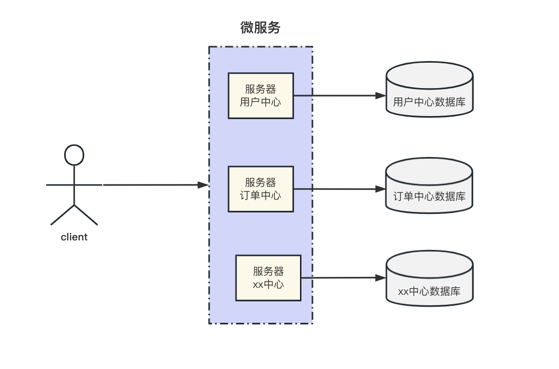 微服务
服务器
用户中心
用户中心数据库
服务器
订单中心
订单中心数据库
client
服务器
xx中心
xx中心数据库